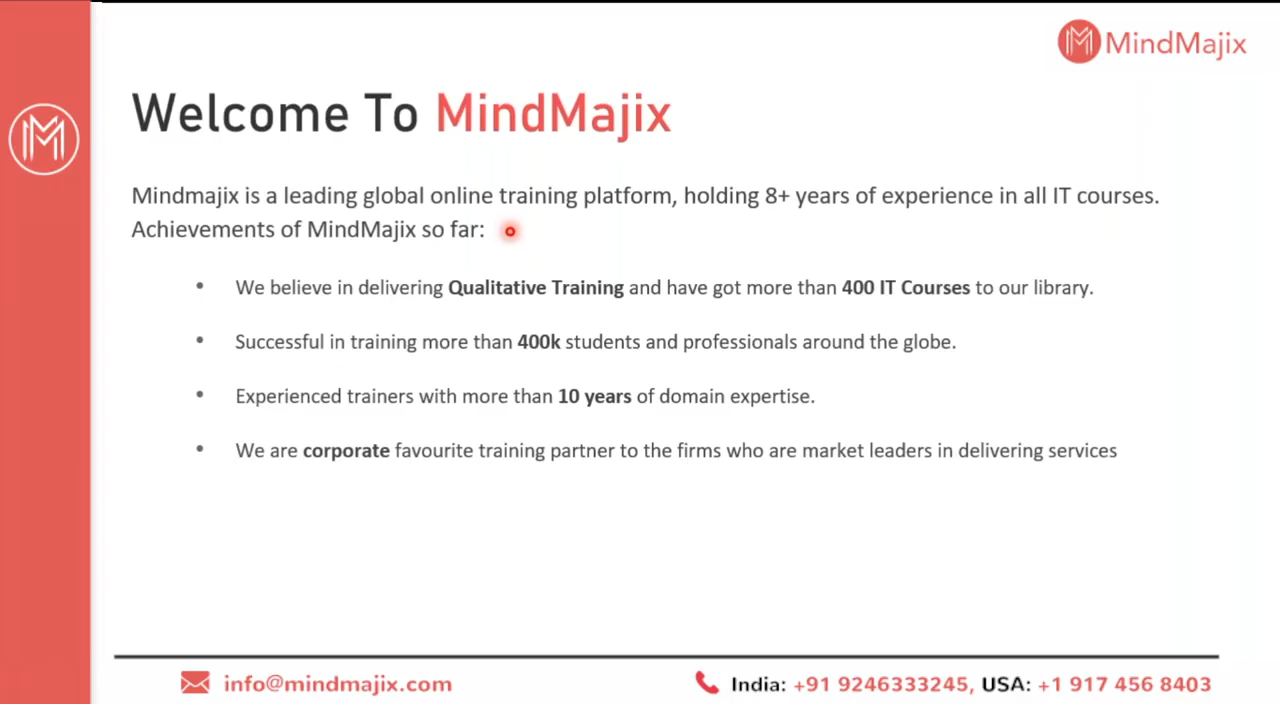 MindMajix
Welcome To MindMajix
Mindmajix is a leading global online training platform, holding 8+ years of experience in all IT courses.
Achievements of MindMajix so far:
• We believe in delivering Qualitative Training and have got more than 400 IT Courses to our library.
• Successful in training more than 400k students and professionals around the globe.
• Experienced trainers with more than 10 years of domain expertise.
• We are corporate favourite training partner to the firms who are market leaders in delivering services
info@mindmajix.com
India: +91 9246333245, USA: +1 917 456 8403